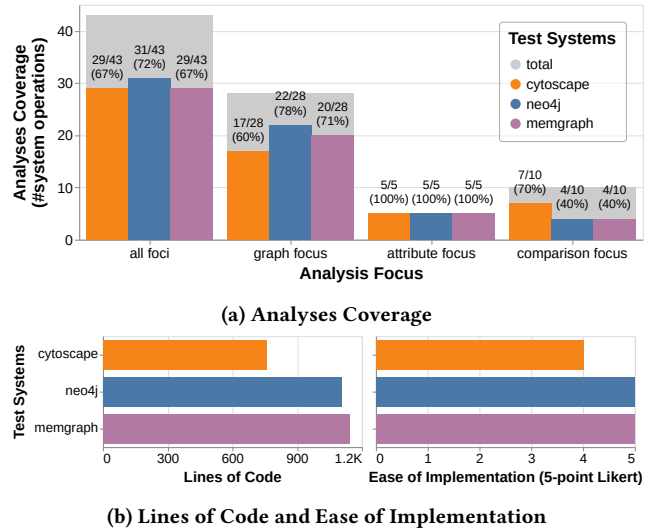 Analyses Coverage
(#system operations)
40
30
20
10
0
29/43
(67%)
31/43
(72%)
29/43
(67%)
17/28
(60%)
22/28
(78%)
20/28
(71%)
5/5
(100%)
5/5
(100%)
5/5
(100%)
7/10
(70%)
4/10
(40%)
4/10
(40%)
Test Systems
total
cytoscape
neo4j
memgraph
all foci
graph focus
attribute focus
comparison focus
Analysis Focus
(a) Analyses Coverage
Test Systems
cytoscape
neo4j
memgraph
0 300 600 900 1.2K
Lines of Code
0 1 2 3 4 5
Ease of Implementation (5-point Likert)
(b) Lines of Code and Ease of Implementation